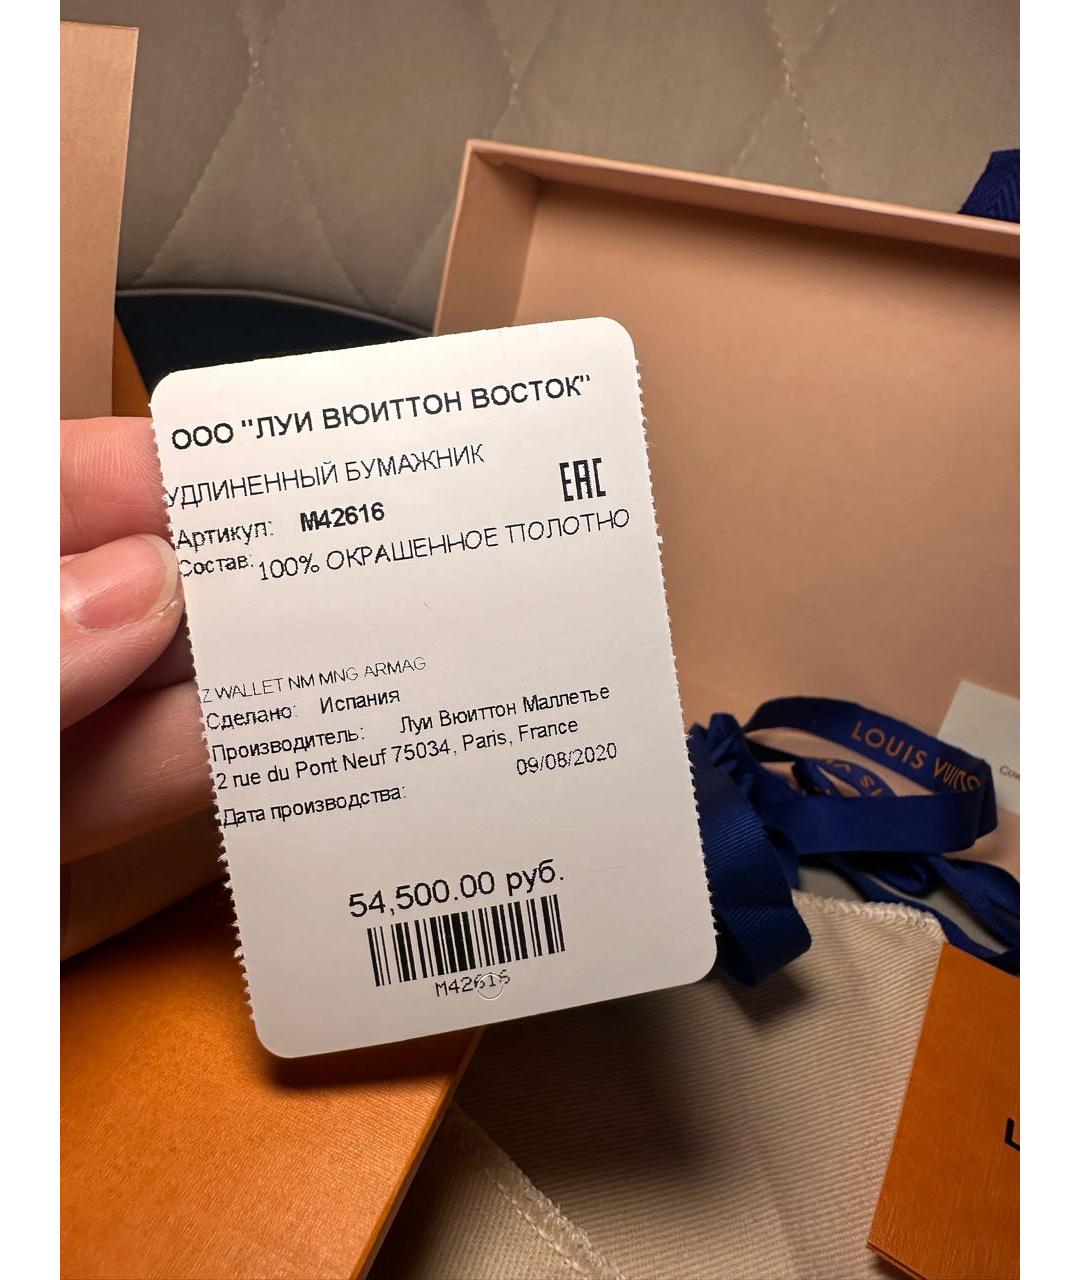 ООО "ЛУИ ВЮИТТОН ВОСТОК"
УДЛИНЕННЫЙ БУМАЖНИК
EAC
Артикул: M42616
Состав: 100% ОКРАШЕННОЕ ПОЛОТНО
Z WALLET NM MNG ARMAG
Сделано: Испания
Производитель: Луи Вюиттон Маллетье
2 rue du Pont Neuf 75034, Paris, France
09/08/2020
Дата производства:
54,500.00 руб.
M42616
LOUIS VUITTO
L